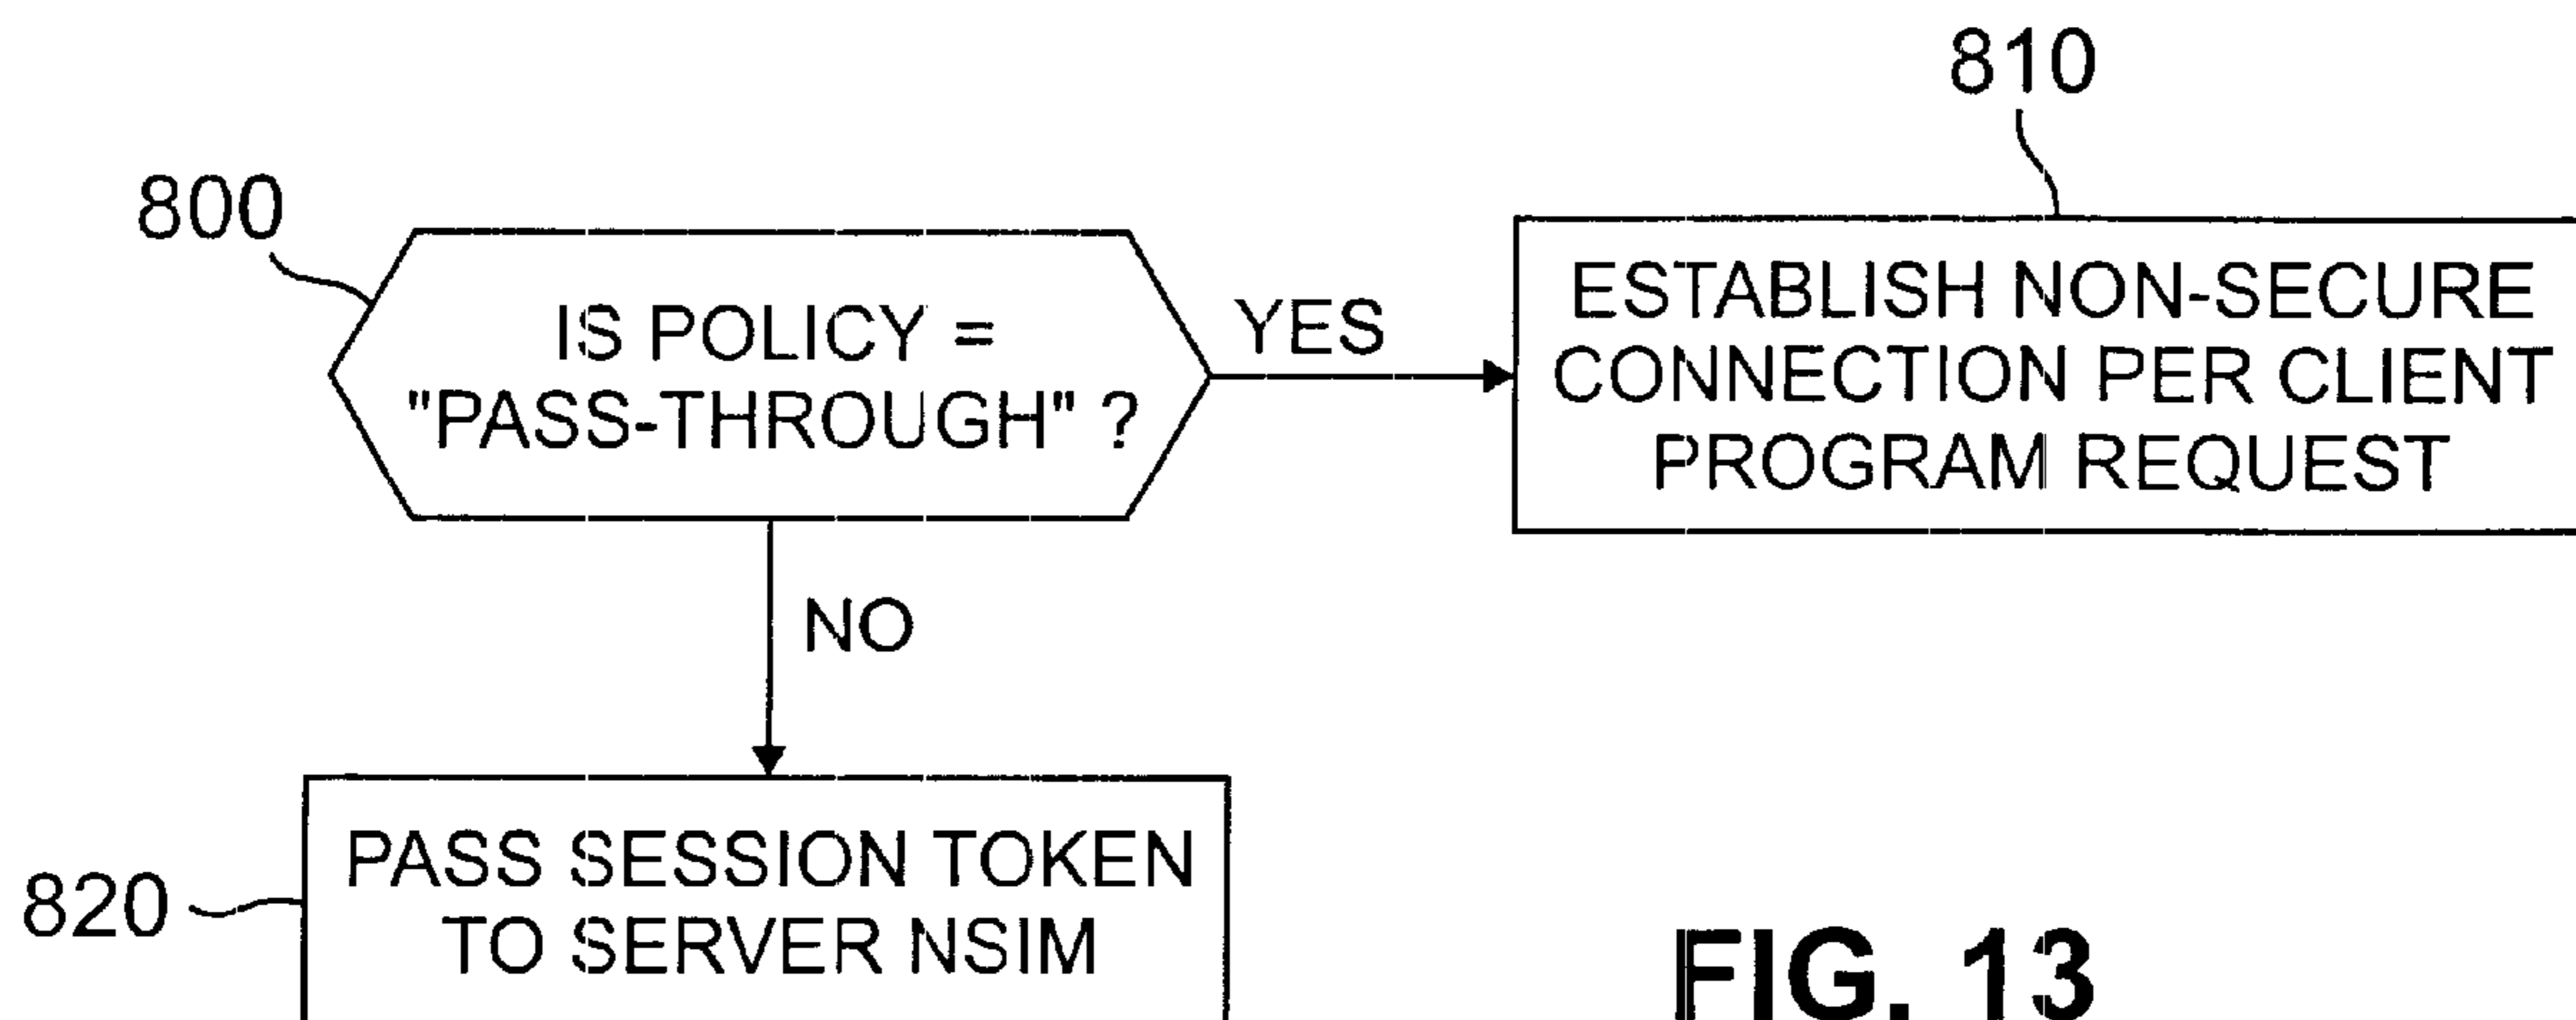 810
800
IS POLICY =
"PASS-THROUGH" ?
YES
ESTABLISH NON-SECURE
CONNECTION PER CLIENT
PROGRAM REQUEST
NO
820
PASS SESSION TOKEN
TO SERVER NSIM
FIG. 13